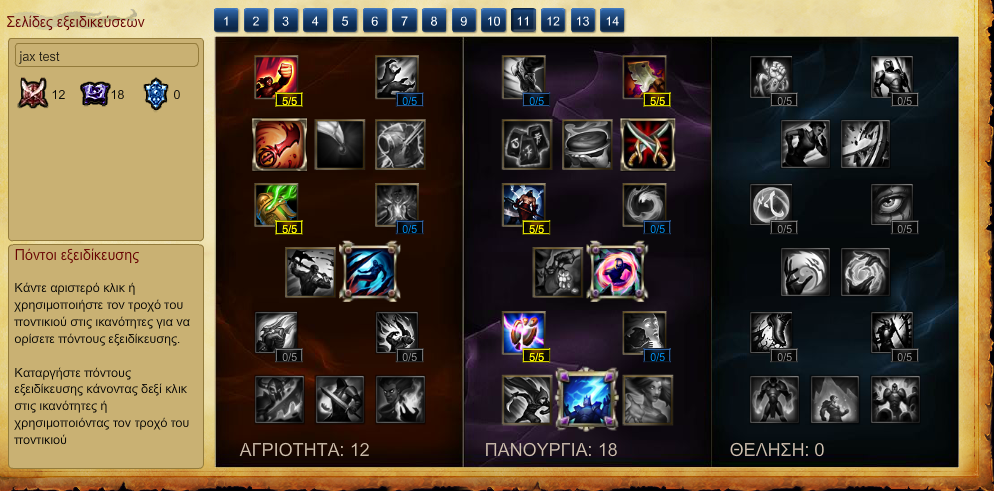 Σελίδες εξειδικεύσεων
1 2 3 4 5 6 7 8 9 10 11 12 13 14
jax test
12 18 0
Πόντοι εξειδίκευσης
Κάντε αριστερό κλικ ή
χρησιμοποιήστε τον τροχό του
ποντικιού στις ικανότητες για να
ορίσετε πόντους εξειδίκευσης.
Καταργήστε πόντους
εξειδίκευσης κάνοντας δεξί κλικ
στις ικανότητες ή
χρησιμοποιόντας τον τροχό του
ποντικιού
5/5 0/5 0/5 5/5 0/5 0/5
5/5 0/5 5/5 0/5 0/5 0/5
0/5 0/5 5/5 0/5 0/5 0/5
ΑΓΡΙΟΤΗΤΑ: 12 ΠΑΝΟΥΡΓΙΑ: 18 ΘΕΛΗΣΗ: 0